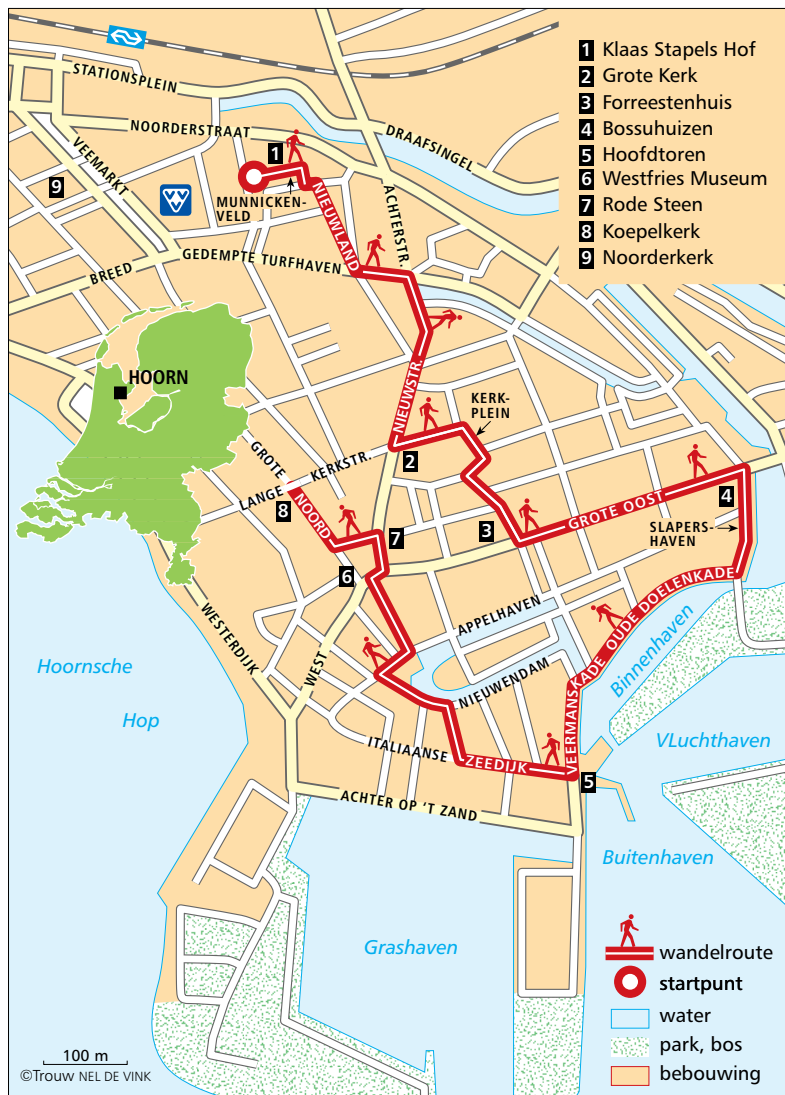 1 Klaas Stapels Hof
2 Grote Kerk
3 Forreestenhuis
4 Bossuhuizen
5 Hoofdtoren
6 Westfries Museum
7 Rode Steen
8 Koepelkerk
9 Noorderkerk
STATIONSPLEIN
NOORDERSTRAAT
DRAAFSINGEL
VEEMARKT
1
9
VVV
MUNNICKEN-
VELD
NIEUWLAND
ACHTERSTR.
GEDEMPTE TURFHAVEN
BREED
HOORN
NIEUWSTR.
KERK-
PLEIN
GROTE
NOORD
LANGE KERKSTR.
2
8
7
3
4
6
GROTE OOST
SLAPERS-
HAVEN
APPELHAVEN
OUDE DOELENKADE
VEERMANSKADE
Binnenhaven
WESTERDIJK
WEST
NIEUWENDAM
ITALIAANSE
ZEEDIJK
5
Hoornsche
Hop
VLuchthaven
ACHTER OP 'T ZAND
Buitenhaven
Grashaven
wandelroute
startpunt
water
park, bos
bebouwing
100 m
©Trouw NEL DE VINK